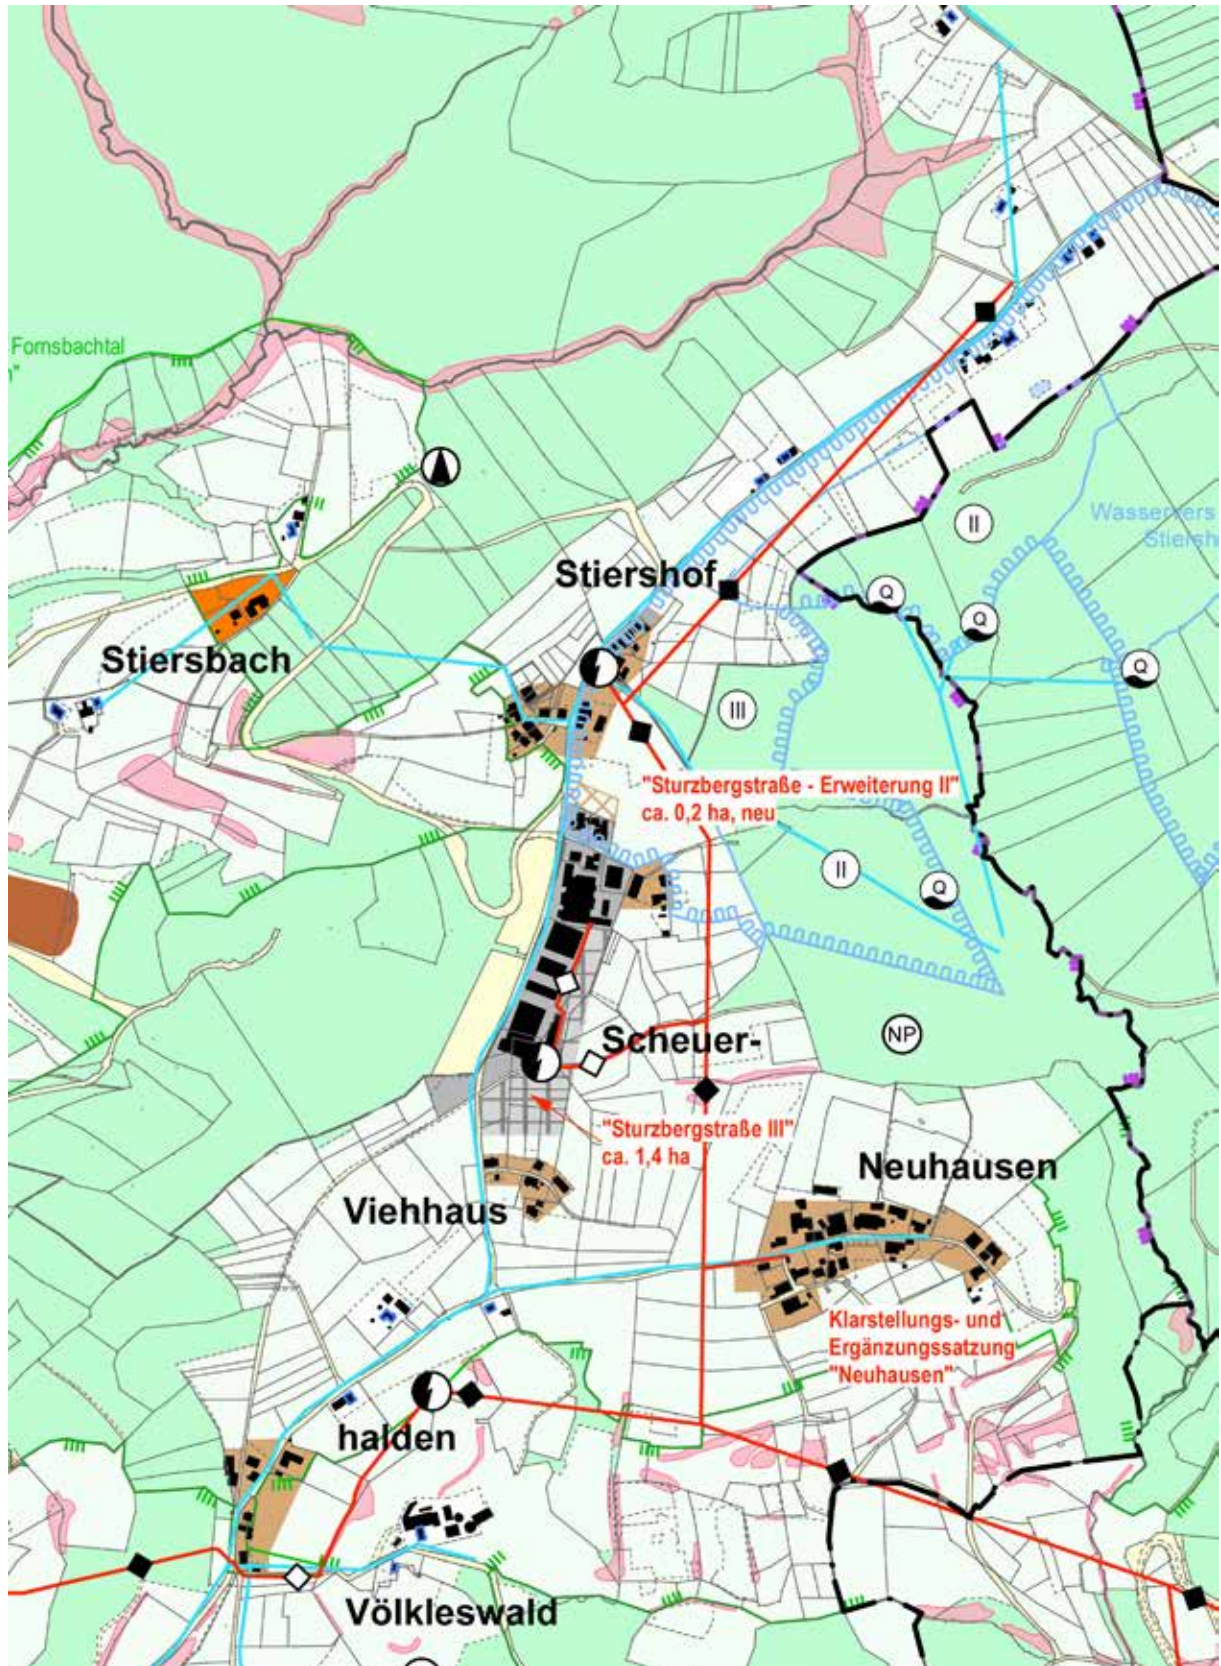 Fornsbachtal
"
II
Wasservers
Stiersh
Stiershof
Q
Q
Stiersbach
Q
III
"Sturzbergstraße - Erweiterung II"
ca. 0,2 ha, neu
II
Q
NP
Scheuer-
"Sturzbergstraße III"
ca. 1,4 ha
Neuhausen
Viehhaus
Klarstellungs- und
Ergänzungssatzung
"Neuhausen"
halden
Völkleswald